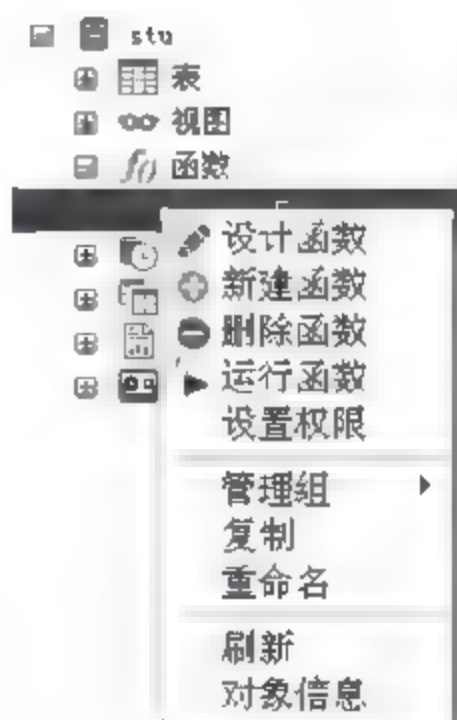 stu
表
视图
函数
设计函数
新建函数
删除函数
运行函数
设置权限
管理组
复制
重命名
刷新
对象信息